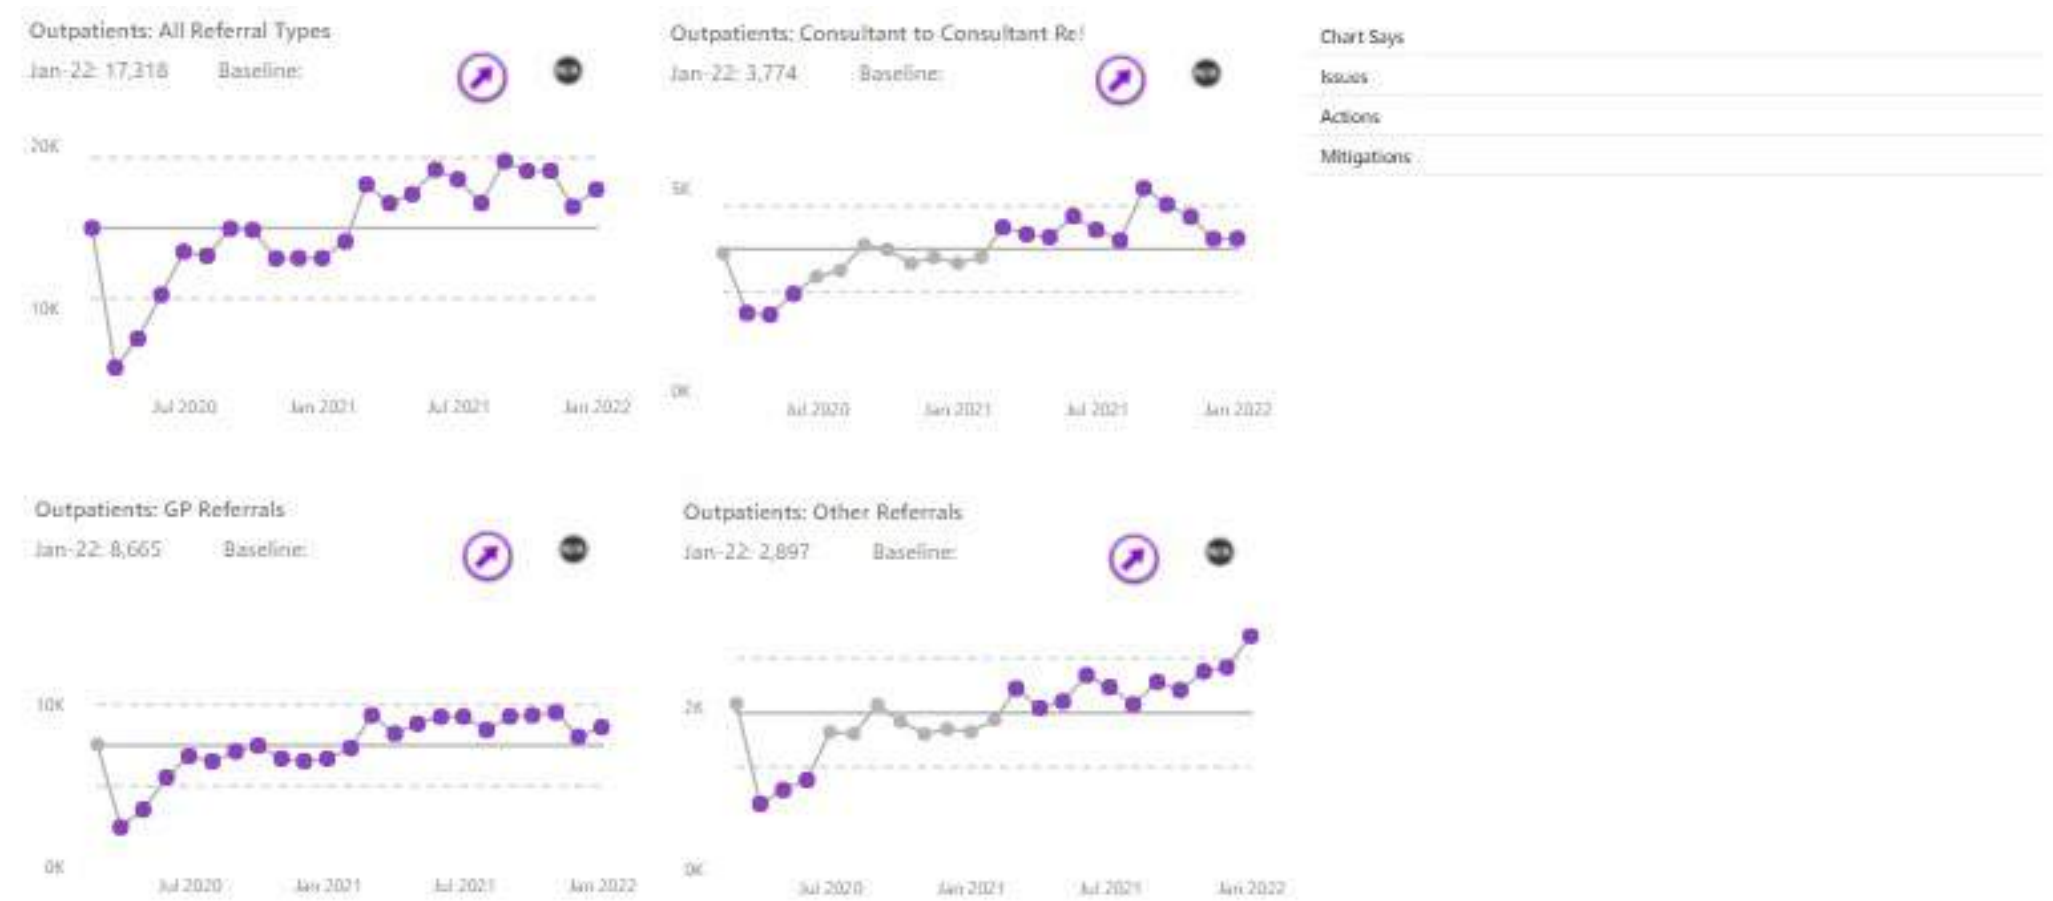 Outpatients: All Referral Types
Jan-22: 17,318 Baseline:
20K
10K
Jul 2020 Jan 2021 Jul 2021 Jan 2022
Outpatients: Consultant to Consultant Ref
Jan-22: 3,774 Baseline:
5K
0K
Jul 2020 Jan 2021 Jul 2021 Jan 2022
Chart Says
Issues
Actions
Mitigations
Outpatients: GP Referrals
Jan-22: 8,665 Baseline:
10K
0K
Jul 2020 Jan 2021 Jul 2021 Jan 2022
Outpatients: Other Referrals
Jan-22: 2,897 Baseline:
2K
0K
Jul 2020 Jan 2021 Jul 2021 Jan 2022